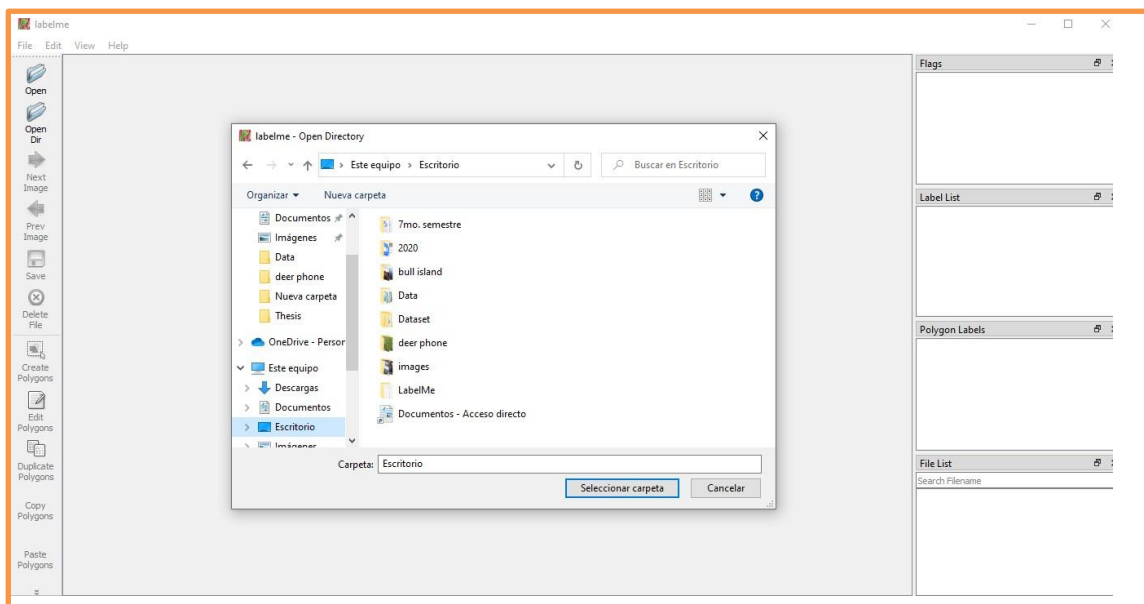 labelme
File Edit View Help
Open
Open
Dir
Next
Image
Prev
Image
Save
Delete
File
Create
Polygons
Edit
Polygons
Duplicate
Polygons
Copy
Polygons
Paste
Polygons
labelme - Open Directory
Este equipo › Escritorio
Buscar en Escritorio
Organizar
Nueva carpeta
Documentos
Imágenes
Data
deer phone
Nueva carpeta
Thesis
OneDrive - Person
Este equipo
Descargas
Documentos
Escritorio
Imágenes
7mo. semestre
2020
bull island
Data
Dataset
deer phone
images
LabelMe
Documentos - Acceso directo
Carpeta: Escritorio
Seleccionar carpeta
Cancelar
Flags
Label List
Polygon Labels
File List
Search Filename